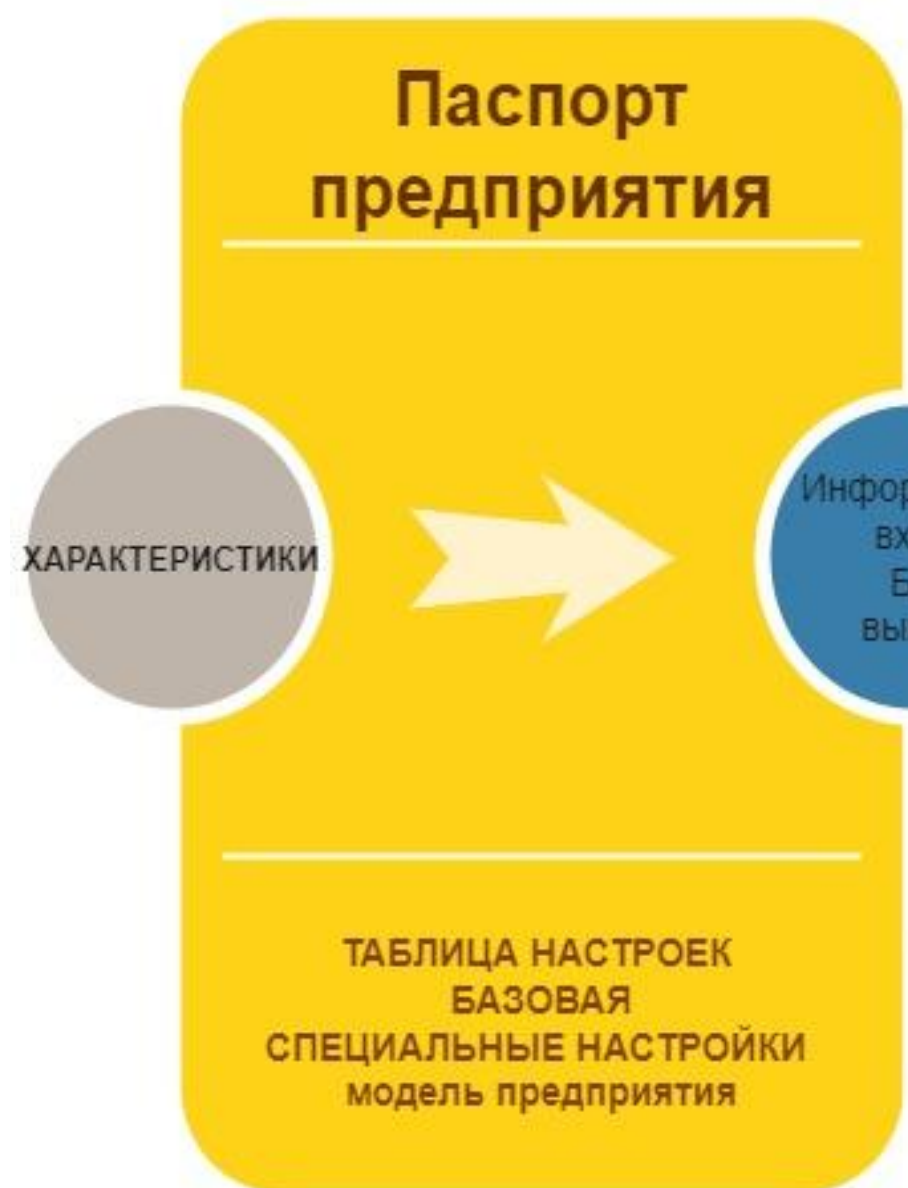 Паспорт
предприятия
ХАРАКТЕРИСТИКИ
ТАБЛИЦА НАСТРОЕК
БАЗОВАЯ
СПЕЦИАЛЬНЫЕ НАСТРОЙКИ
модель предприятия